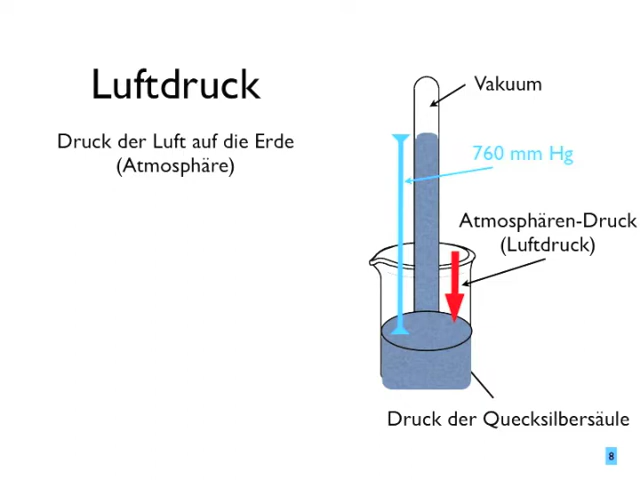 Luftdruck
Druck der Luft auf die Erde
(Atmosphäre)
Vakuum
760 mm Hg
Atmosphären-Druck
(Luftdruck)
Druck der Quecksilbersäule
8